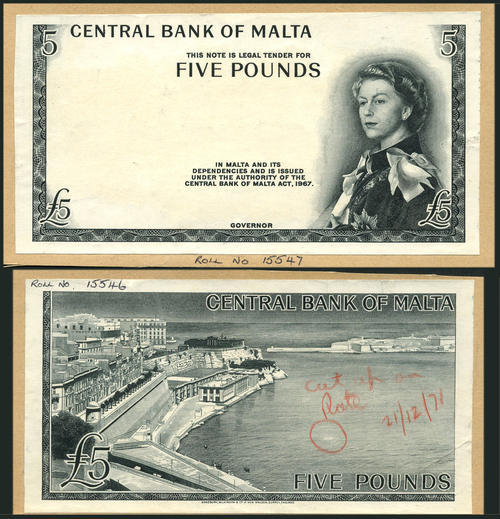 5 CENTRAL BANK OF MALTA 5
THIS NOTE IS LEGAL TENDER FOR
FIVE POUNDS
IN MALTA AND ITS
DEPENDENCIES AND IS ISSUED
UNDER THE AUTHORITY OF THE
CENTRAL BANK OF MALTA ACT, 1967.
£5 £5
GOVERNOR
ROLL No 15547
ROLL No. 15546
CENTRAL BANK OF MALTA
Cut up on
Plate
21/12/71
£5
FIVE POUNDS